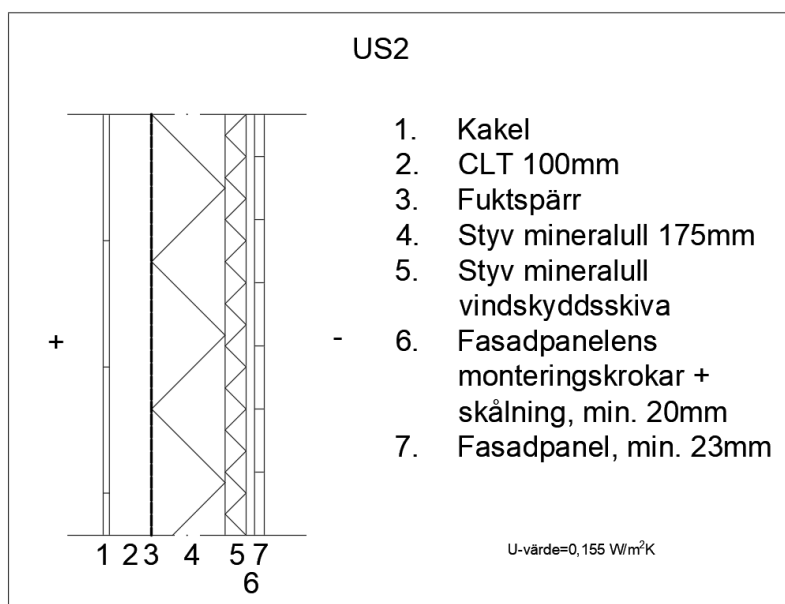 US2
1. Kakel
2. CLT 100mm
3. Fuktspärr
4. Styv mineralull 175mm
5. Styv mineralull
vindskyddsskiva
6. Fasadpanelens
monteringskrokar +
skålning, min. 20mm
7. Fasadpanel, min. 23mm
+
-
1 2 3 4 5 7
6
U-värde=0,155 W/m²K